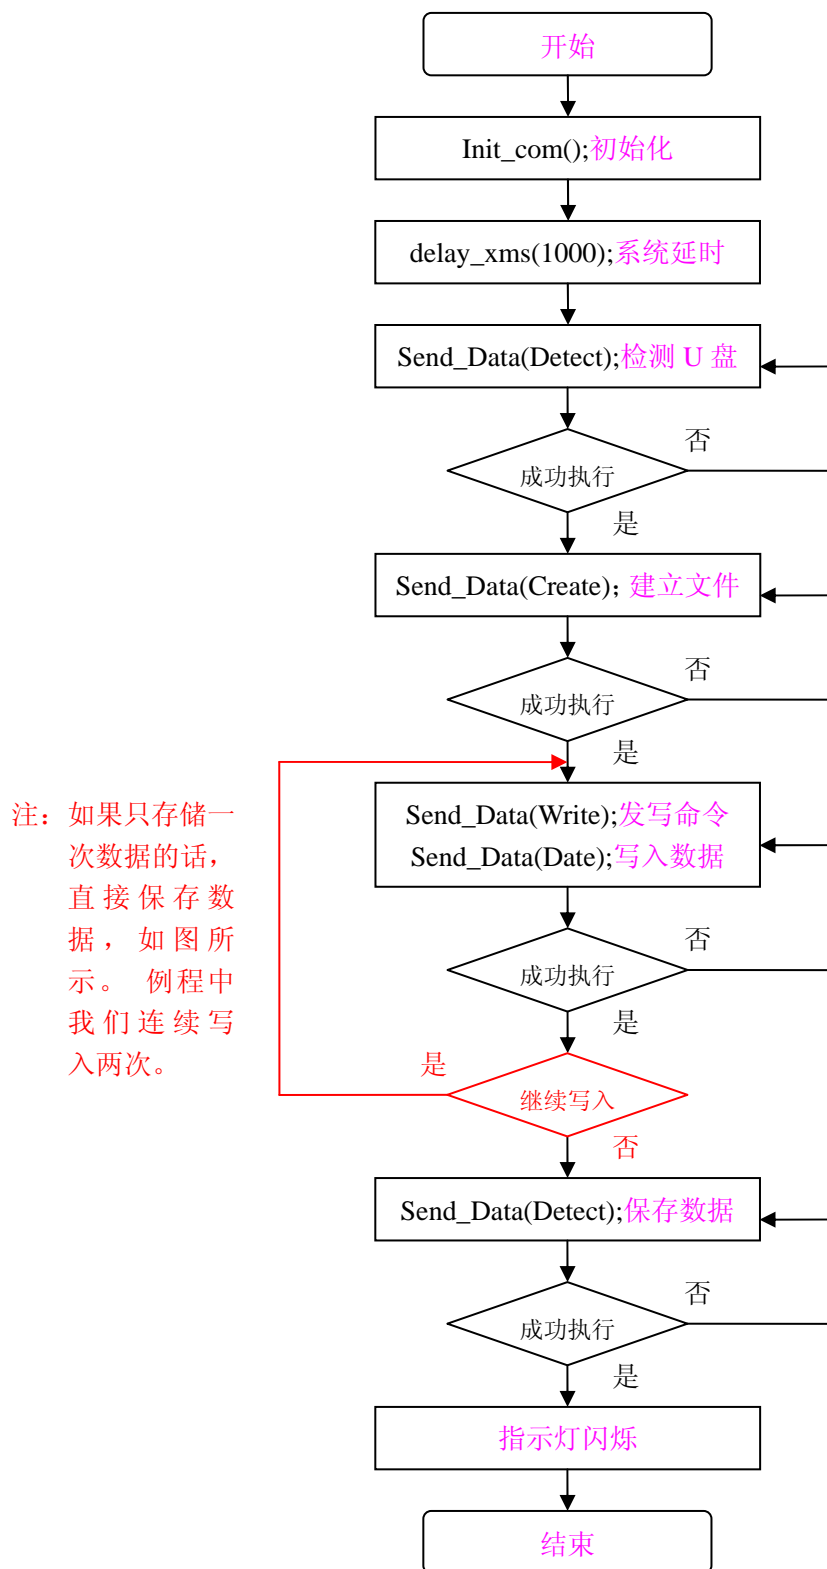 开始
Init_com();初始化
delay_xms(1000);系统延时
Send_Data(Detect);检测 U 盘
否
成功执行
是
Send_Data(Create);建立文件
否
成功执行
是
注：如果只存储一
次数据的话，
直接保存数
据，如图所
示。 例程中
我们连续写
入两次。
Send_Data(Write);发写命令
Send_Data(Date);写入数据
否
成功执行
是
是
继续写入
否
Send_Data(Detect);保存数据
否
成功执行
是
指示灯闪烁
结束